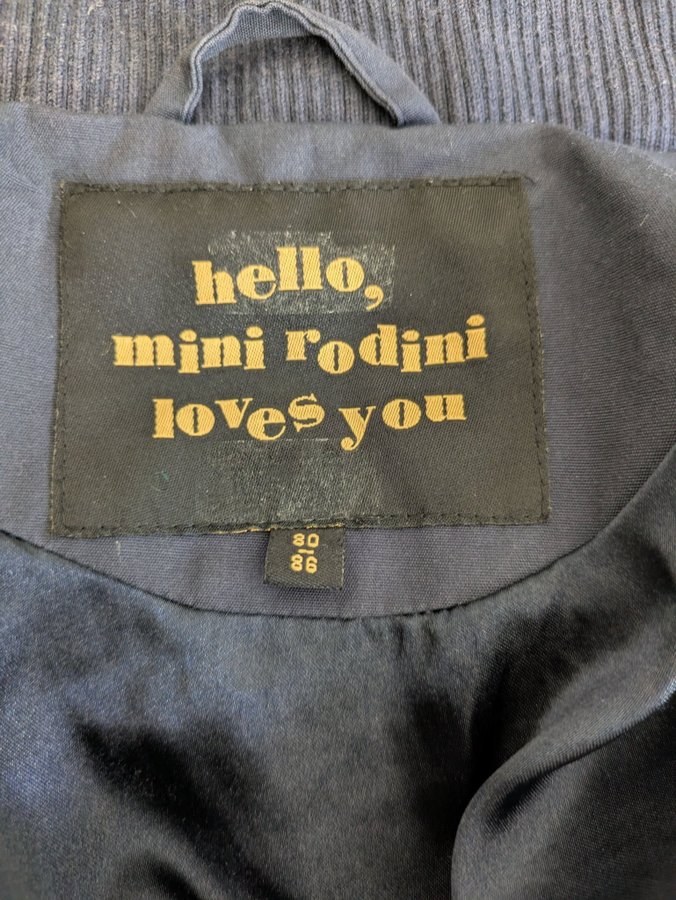 hello,
mini rodini
loves you
80
86